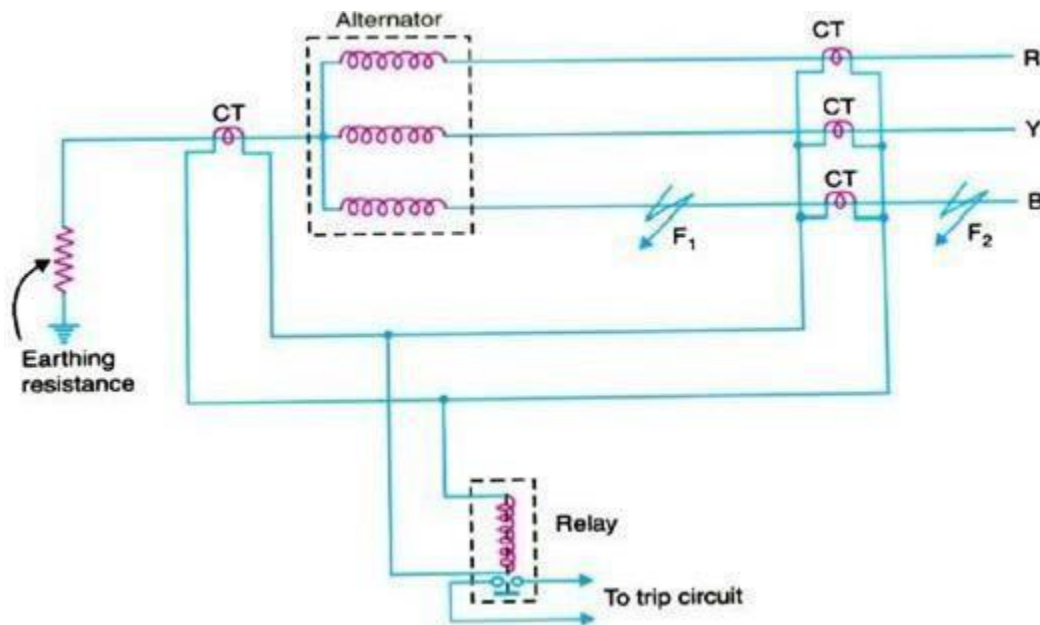 Alternator
CT
R
CT
CT
Y
CT
B
F₁
F₂
Earthing
resistance
Relay
To trip circuit